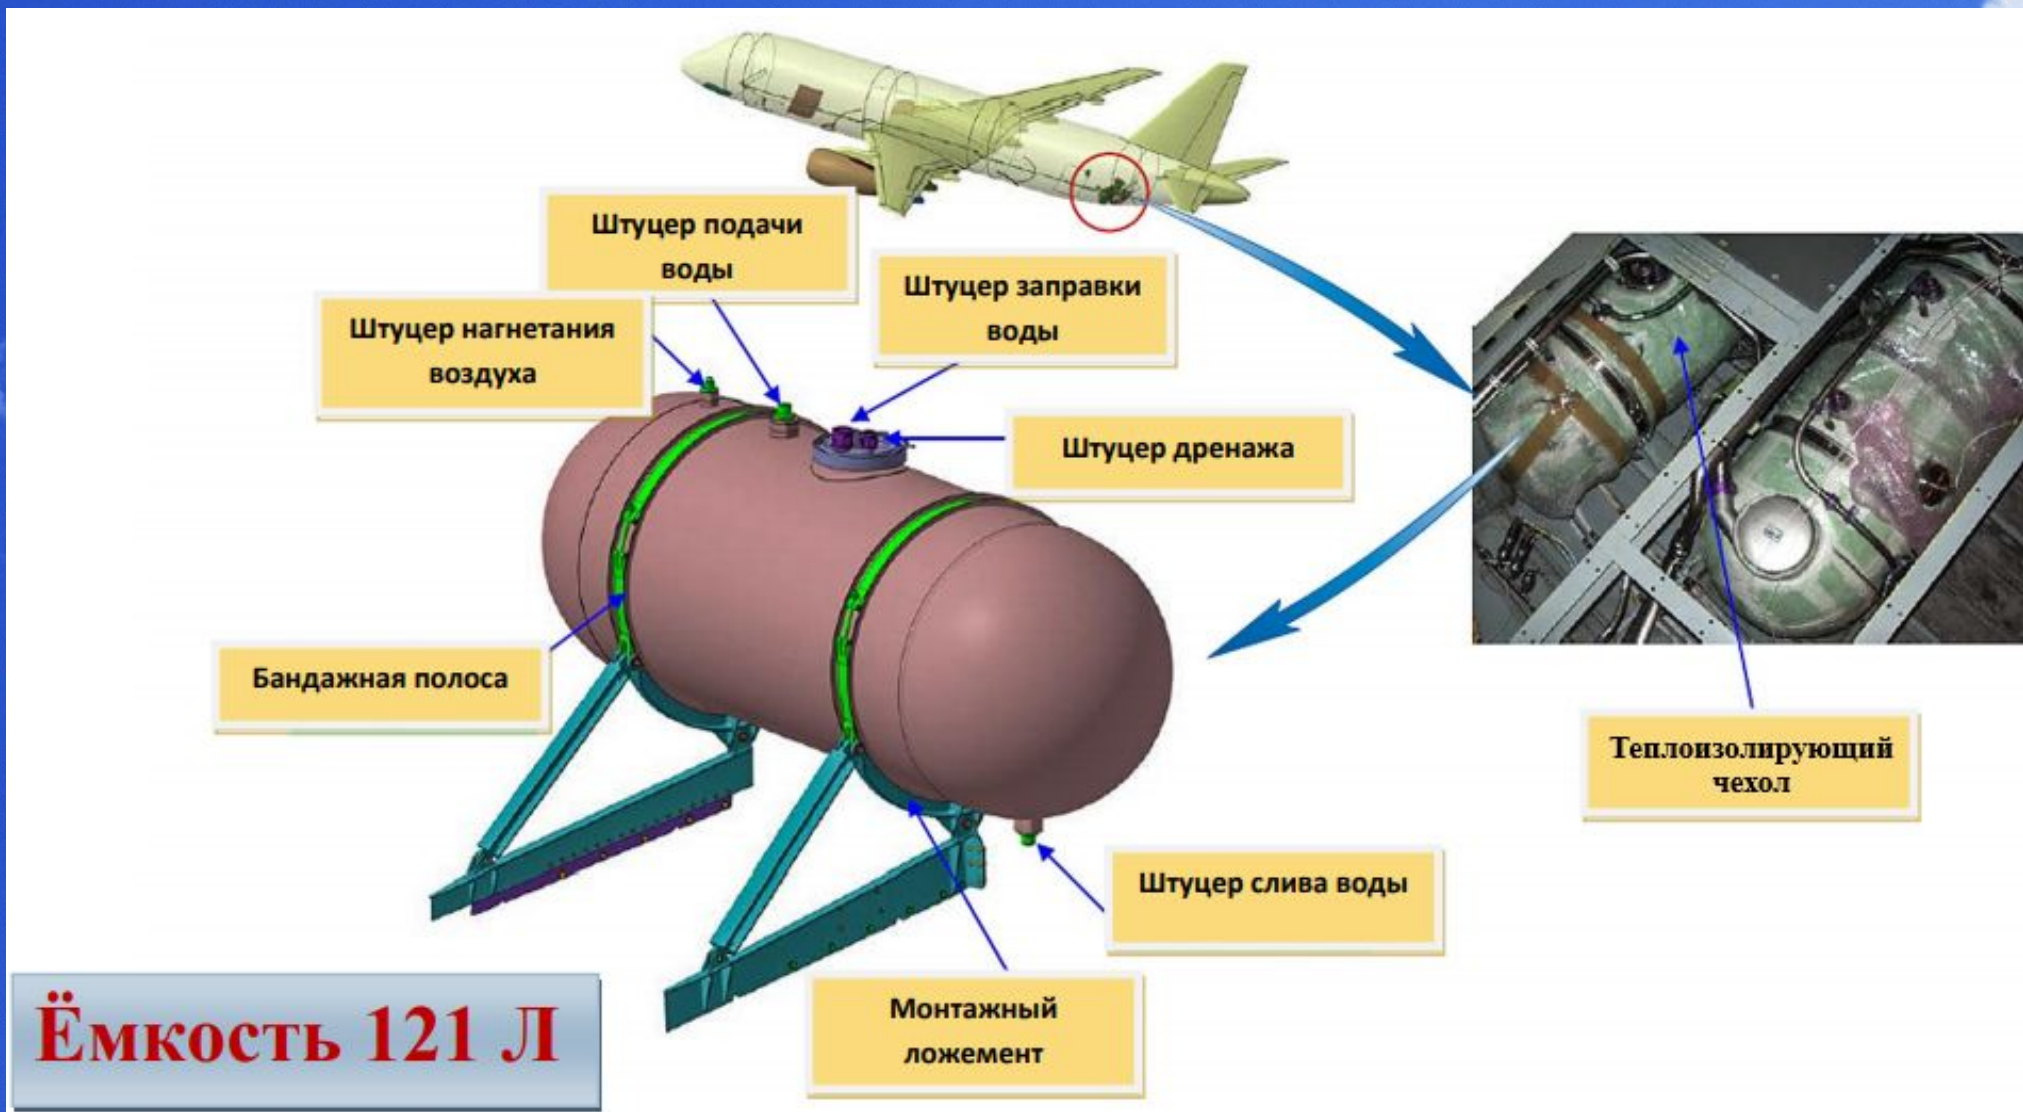 Штуцер подачи
воды
Штуцер заправки
воды
Штуцер нагнетания
воздуха
Штуцер дренажа
Бандажная полоса
Теплоизолирующий
чехол
Штуцер слива воды
Монтажный
ложемент
Ёмкость 121 Л